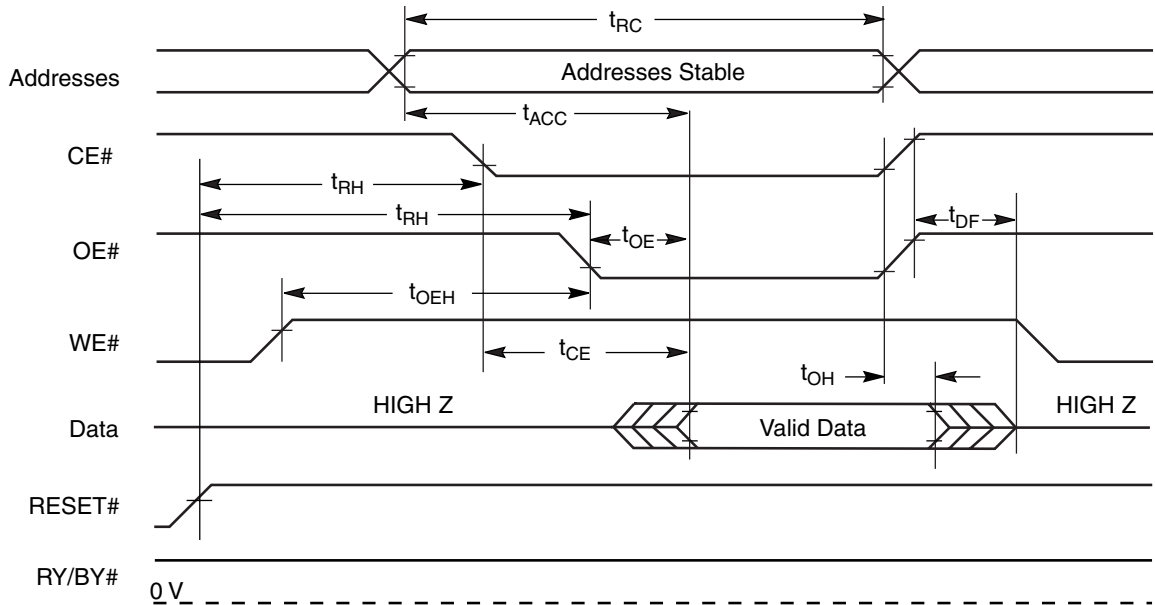 tRC
Addresses
Addresses Stable
tACC
CE#
tRH
tRH
tDF
OE#
tOE
tOEH
WE#
tCE
tOH
HIGH Z
HIGH Z
Data
Valid Data
RESET#
RY/BY#
0 V